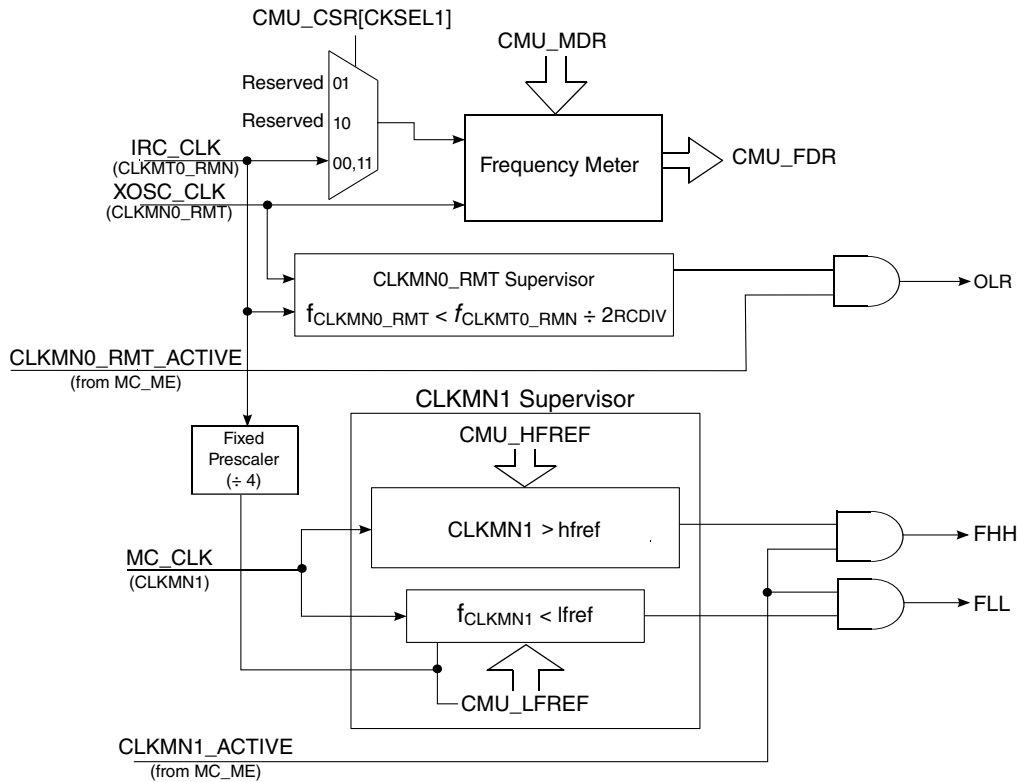 CMU_CSR[CKSEL1]
CMU_MDR
Reserved 01
Reserved 10
IRC_CLK
(CLKMT0_RMN)
00,11
Frequency Meter
CMU_FDR
XOSC_CLK
(CLKMN0_RMT)
CLKMN0_RMT Supervisor
fCLKMN0_RMT < fCLKMT0_RMN ÷ 2RCDIV
OLR
CLKMN0_RMT_ACTIVE
(from MC_ME)
CLKMN1 Supervisor
CMU_HFREF
Fixed
Prescaler
(÷ 4)
CLKMN1 > hfref
FHH
MC_CLK
(CLKMN1)
fCLKMN1 < lfref
FLL
CMU_LFREF
CLKMN1_ACTIVE
(from MC_ME)